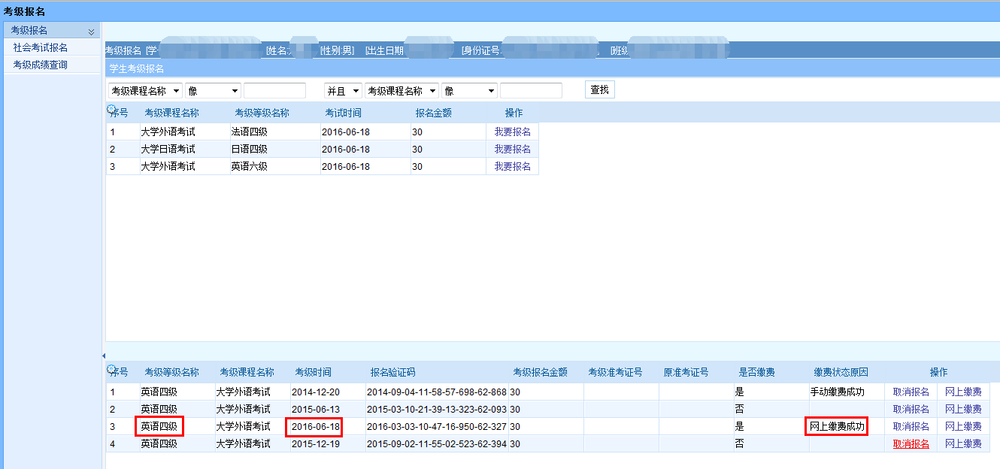 考级报名
考级报名
社会考试报名
考级成绩查询
考级报名 [学 [姓名: [性别:男] [出生日期 [身份证号: [班级
学生考级报名
考级课程名称 像 并且 考级课程名称 像 查找
序号 考级课程名称 考级等级名称 考试时间 报名金额 操作
1 大学外语考试 法语四级 2016-06-18 30 我要报名
2 大学日语考试 日语四级 2016-06-18 30 我要报名
3 大学外语考试 英语六级 2016-06-18 30 我要报名
序号 考级等级名称 考级课程名称 考级时间 报名验证码 考级报名金额 考级准考证号 原准考证号 是否缴费 缴费状态原因 操作
1 英语四级 大学外语考试 2014-12-20 2014-09-04-11-58-57-698-62-868 30 是 手动缴费成功 取消报名 网上缴费
2 英语四级 大学外语考试 2015-06-13 2015-03-10-21-39-13-323-62-093 30 否 取消报名 网上缴费
3 英语四级 大学外语考试 2016-06-18 2016-03-03-10-47-16-950-62-327 30 是 网上缴费成功 取消报名 网上缴费
4 英语四级 大学外语考试 2015-12-19 2015-09-02-11-55-02-523-62-394 30 否 取消报名 网上缴费